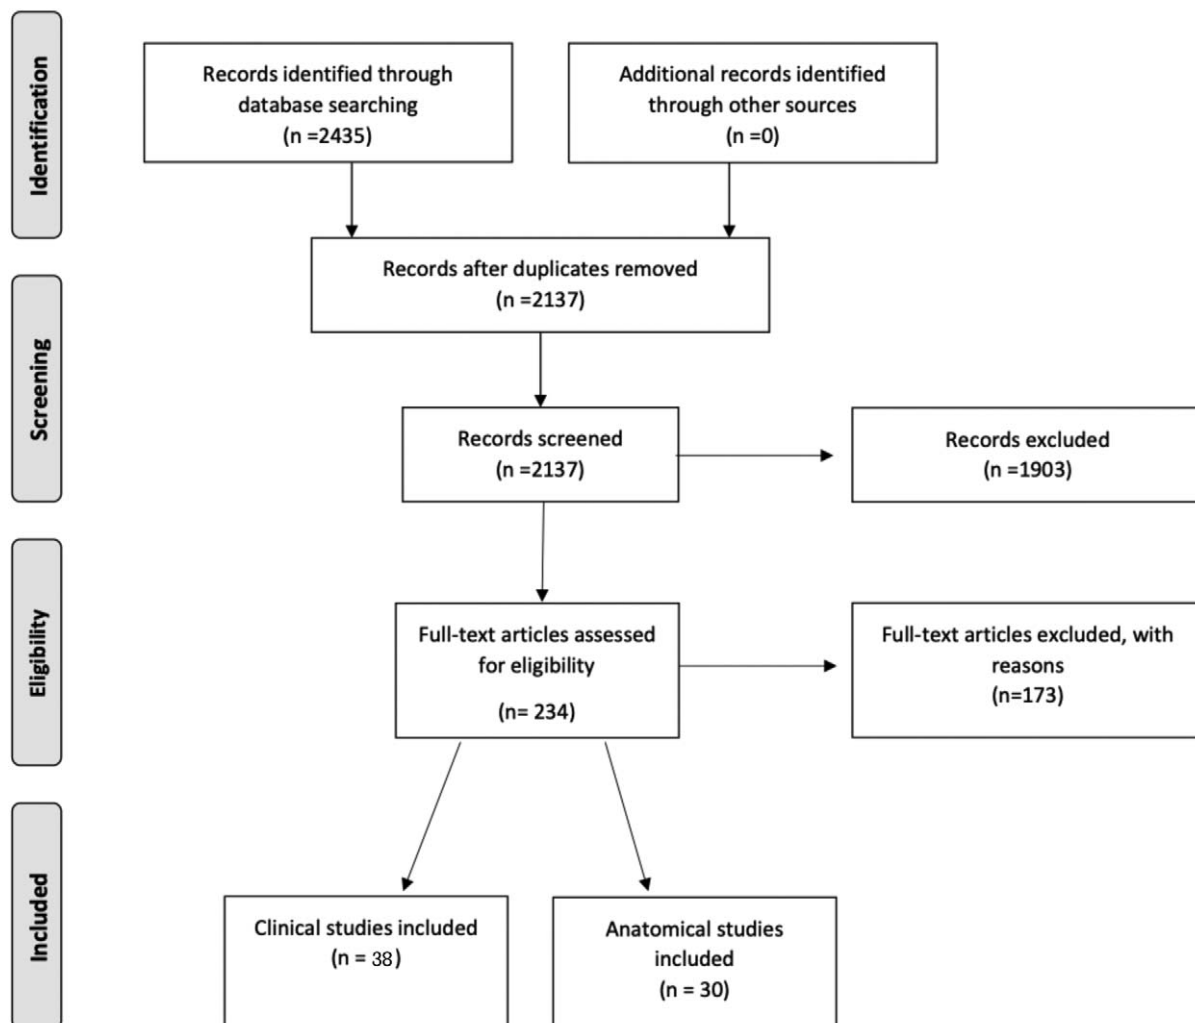 Identification
Records identified through
database searching
(n =2435)
Additional records identified
through other sources
(n =0)
Records after duplicates removed
(n =2137)
Screening
Records screened
(n =2137)
Records excluded
(n =1903)
Eligibility
Full-text articles assessed
for eligibility
(n= 234)
Full-text articles excluded, with
reasons
(n=173)
Included
Clinical studies included
(n = 38)
Anatomical studies
included
(n = 30)